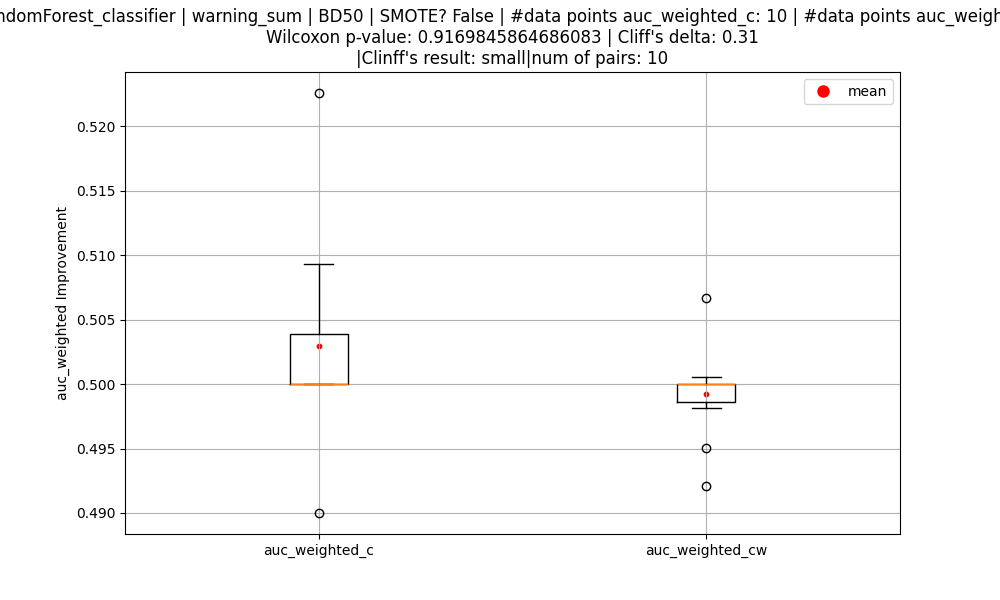 ndomForest_classifier | warning_sum | BD50 | SMOTE? False | #data points auc_weighted_c: 10 | #data points auc_weigh
Wilcoxon p-value: 0.9169845864686083 | Cliff's delta: 0.31
|Clinff's result: small|num of pairs: 10
mean
0.520
0.515
0.510
0.505
0.500
0.495
0.490
auc_weighted Improvement
auc_weighted_c
auc_weighted_cw